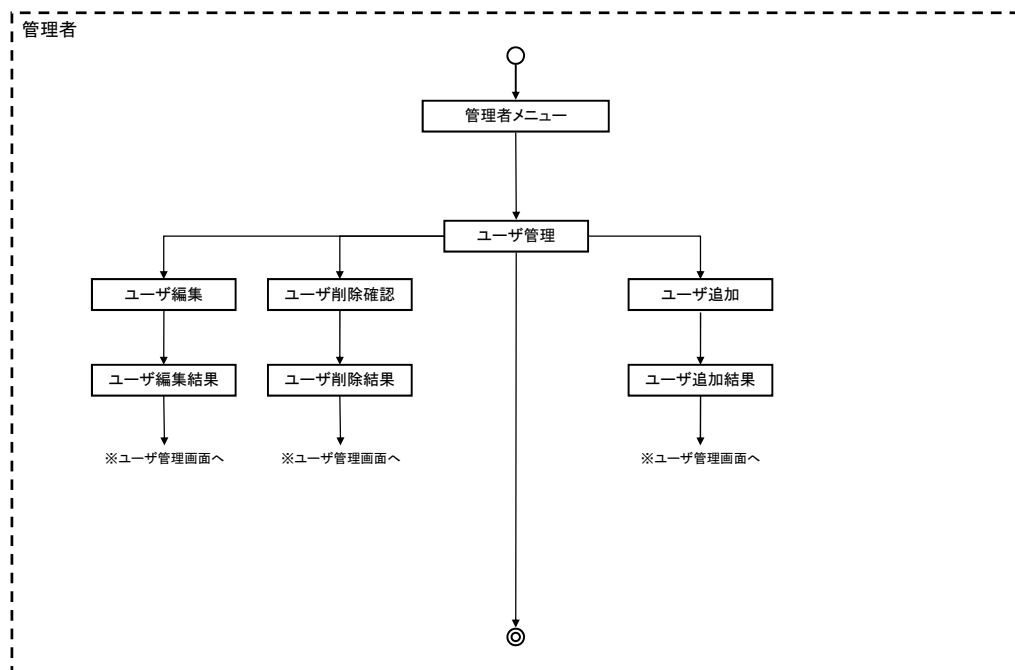 管理者
管理者メニュー
ユーザ管理
ユーザ編集
ユーザ削除確認
ユーザ追加
ユーザ編集結果
ユーザ削除結果
ユーザ追加結果
※ユーザ管理画面へ
※ユーザ管理画面へ
※ユーザ管理画面へ